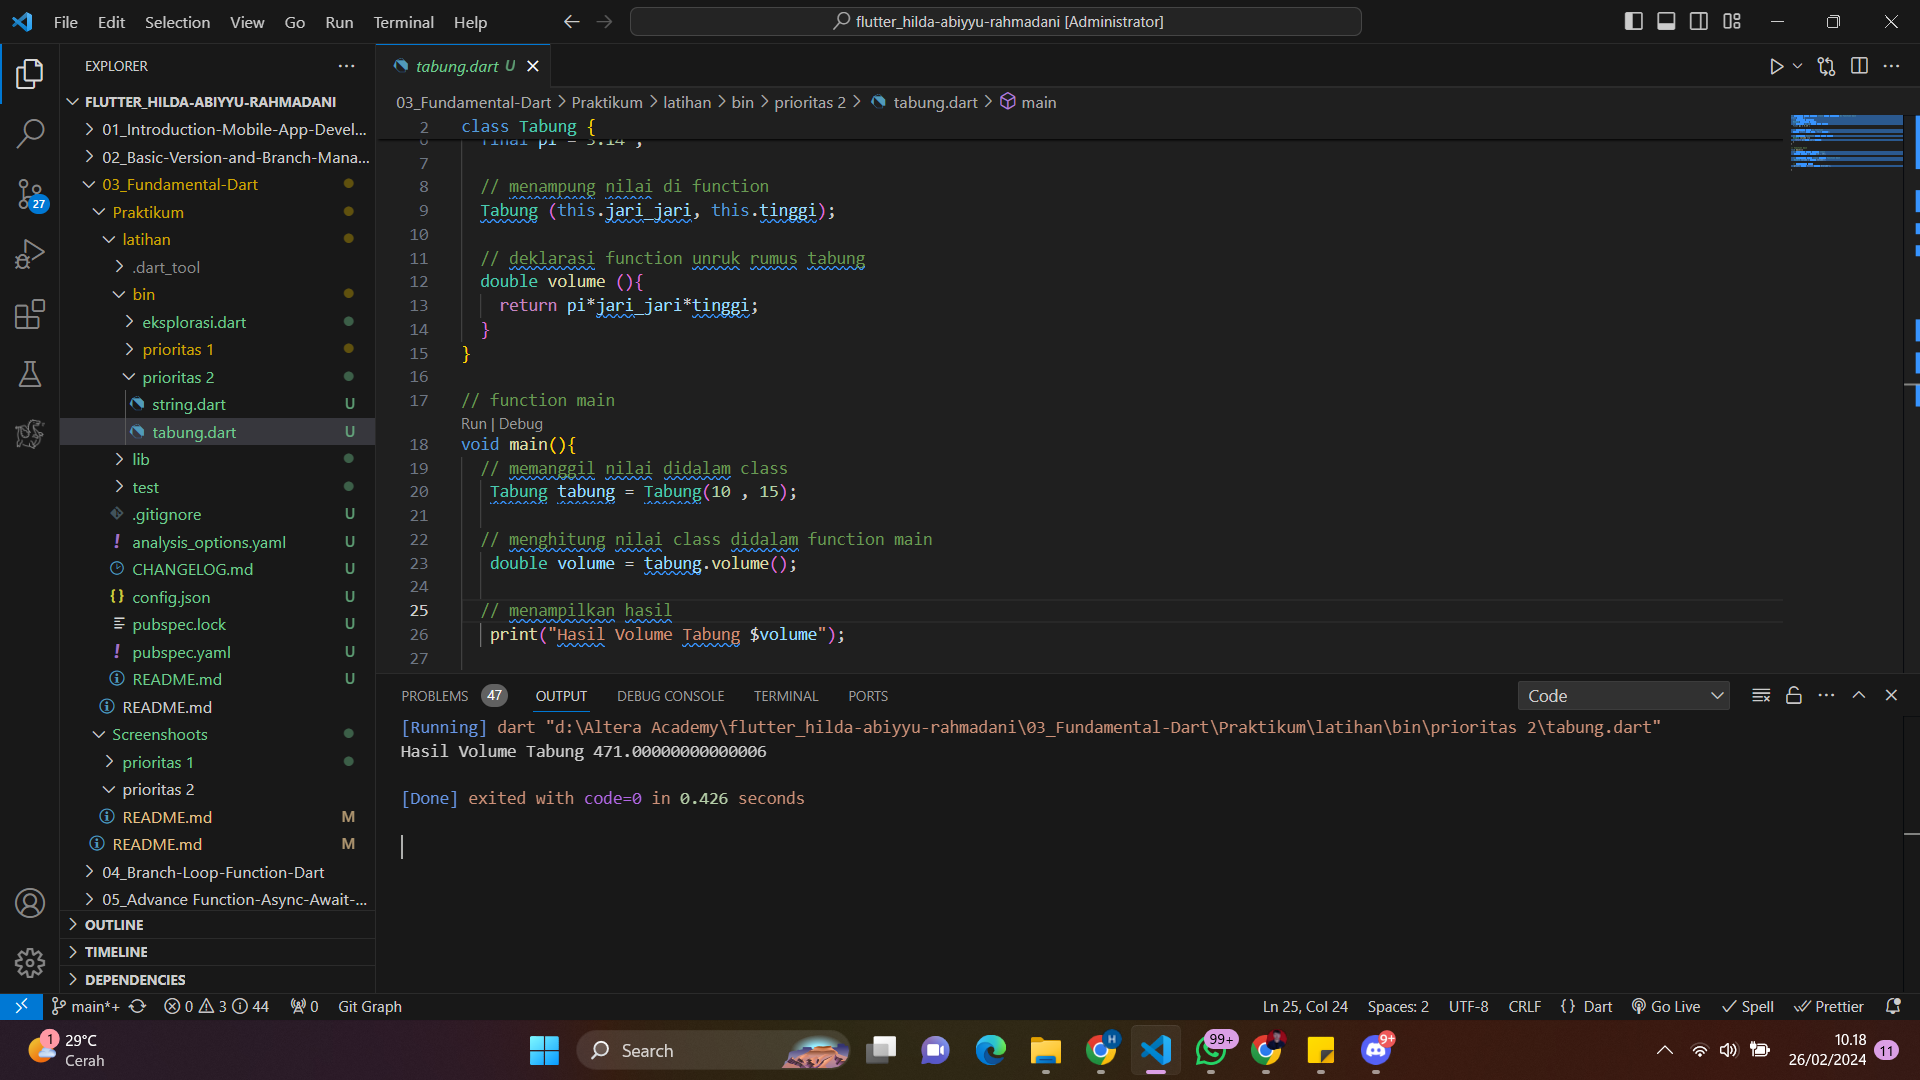 File Edit Selection View Go Run Terminal Help
flutter_hilda-abiyyu-rahmadani [Administrator]
EXPLORER
FLUTTER_HILDA-ABIYYU-RAHMADANI
01_Introduction-Mobile-App-Devel...
02_Basic-Version-and-Branch-Mana...
03_Fundamental-Dart
Praktikum
latihan
.dart_tool
bin
eksplorasi.dart
prioritas 1
prioritas 2
string.dart U
tabung.dart U
lib
test
.gitignore U
analysis_options.yaml U
CHANGELOG.md U
config.json U
pubspec.lock U
pubspec.yaml U
README.md U
README.md
Screenshoots
prioritas 1
prioritas 2
README.md M
README.md M
04_Branch-Loop-Function-Dart
05_Advance Function-Async-Await-...
OUTLINE
TIMELINE
DEPENDENCIES
27
tabung.dart U
03_Fundamental-Dart > Praktikum > latihan > bin > prioritas 2 > tabung.dart > main
2 class Tabung {
6 final pi = 3.14 ;
7
8 // menampung nilai di function
9 Tabung (this.jari_jari, this.tinggi);
10
11 // deklarasi function unruk rumus tabung
12 double volume (){
13 return pi*jari_jari*tinggi;
14 }
15 }
16
17 // function main
Run | Debug
18 void main(){
19 // memanggil nilai didalam class
20 Tabung tabung = Tabung(10 , 15);
21
22 // menghitung nilai class didalam function main
23 double volume = tabung.volume();
24
25 // menampilkan hasil
26 print("Hasil Volume Tabung $volume");
27
PROBLEMS 47 OUTPUT DEBUG CONSOLE TERMINAL PORTS Code
[Running] dart "d:\Altera Academy\flutter_hilda-abiyyu-rahmadani\03_Fundamental-Dart\Praktikum\latihan\bin\prioritas 2\tabung.dart"
Hasil Volume Tabung 471.00000000000006
[Done] exited with code=0 in 0.426 seconds
main*+ 0 3 44 0 Git Graph Ln 25, Col 24 Spaces: 2 UTF-8 CRLF {} Dart Go Live Spell Prettier
1 29°C
Cerah
Search
H
99+
9+
10.18
26/02/2024
11